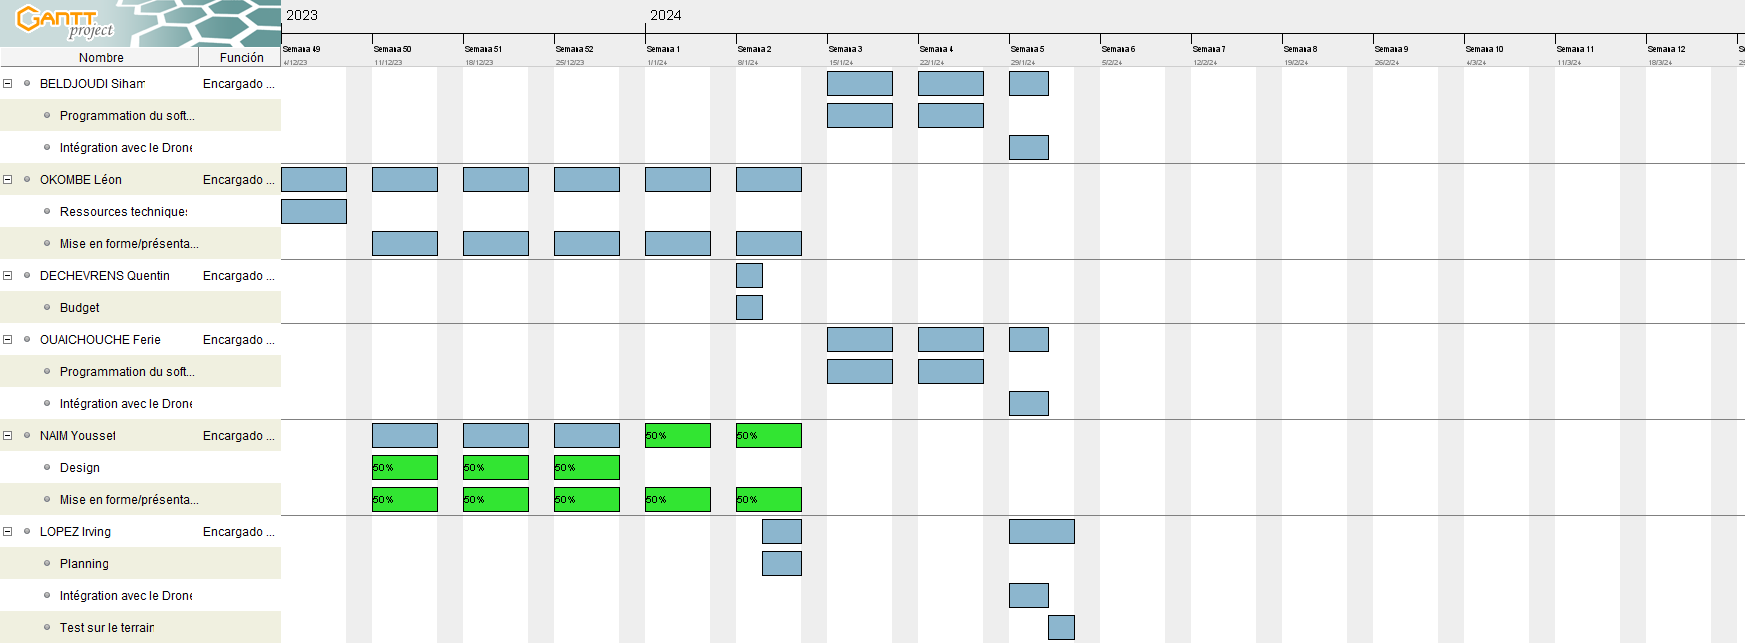 GANTT project
2023
2024
Semana 49
Semana 50
Semana 51
Semana 52
Semana 1
Semana 2
Semana 3
Semana 4
Semana 5
Semana 6
Semana 7
Semana 8
Semana 9
Semana 10
Semana 11
Semana 12
S
Nombre
Función
4/12/23
11/12/23
18/12/23
25/12/23
1/1/24
8/1/24
15/1/24
22/1/24
29/1/24
5/2/24
12/2/24
19/2/24
26/2/24
4/3/24
11/3/24
18/3/24
25
BELDJOUDI Siham Encargado ...
Programmation du soft...
Intégration avec le Drone
OKOMBE Léon Encargado ...
Ressources techniques
Mise en forme/présenta...
DECHEVRENS Quentin Encargado ...
Budget
OUAICHOUCHE Ferie Encargado ...
Programmation du soft...
Intégration avec le Drone
NAIM Youssef Encargado ... 50% 50%
Design 50% 50% 50%
Mise en forme/présenta... 50% 50% 50% 50% 50%
LOPEZ Irving Encargado ...
Planning
Intégration avec le Drone
Test sur le terrain